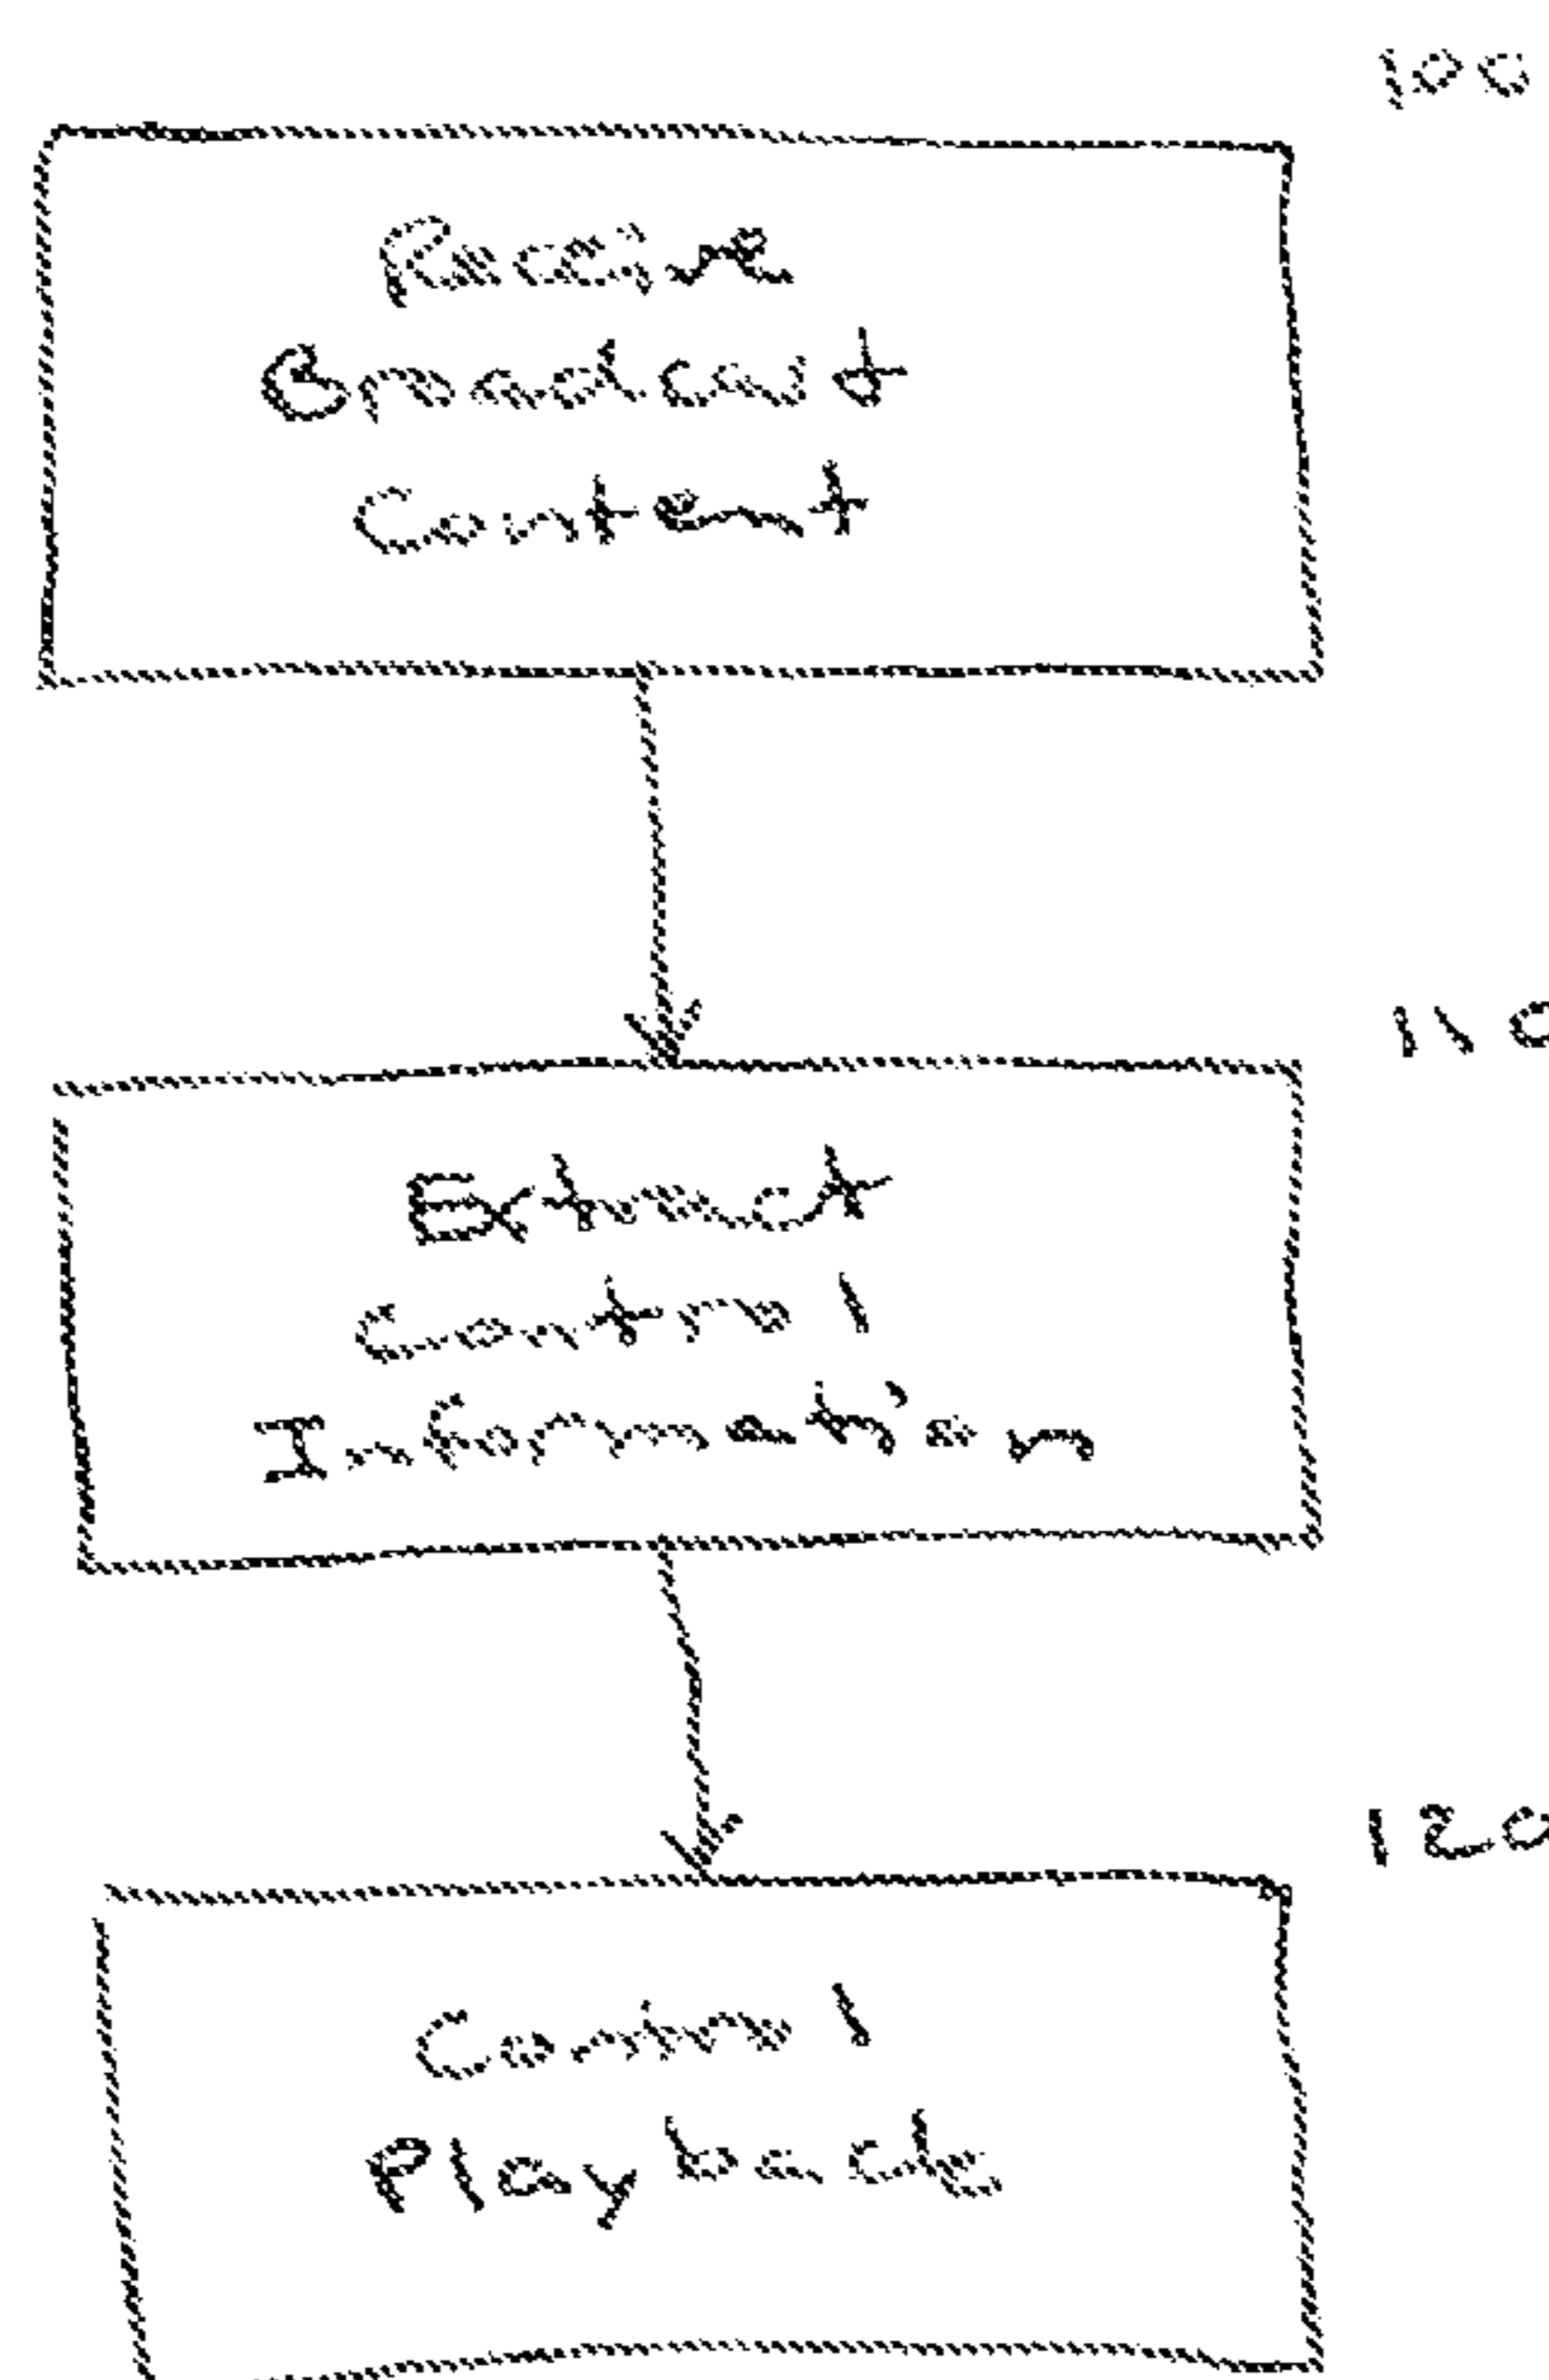 100
Receive
Broadcast
Content
110
Extract
Control
Information
120
Control
Playback